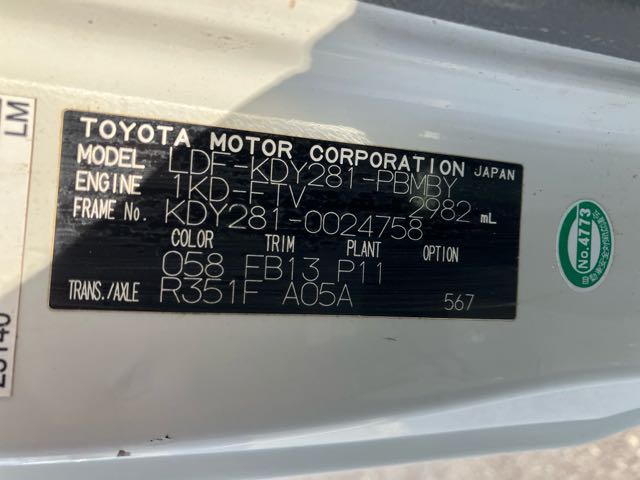 TOYOTA MOTOR CORPORATION JAPAN
MODEL LDF-KDY281-PBMBY
ENGINE 1KD-FTV 2982 mL
FRAME No. KDY281-0024758
COLOR TRIM PLANT OPTION
058 FB13 P11
TRANS./AXLE R351F A05A 567
No.4773
LM